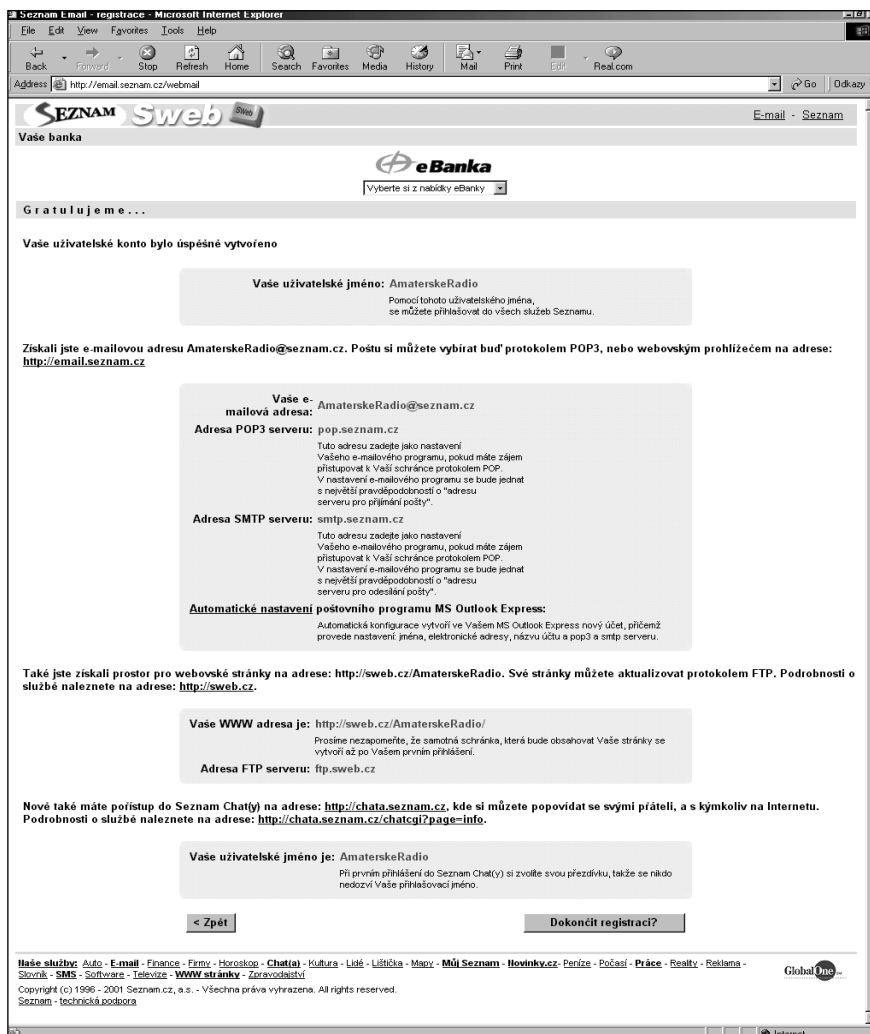 Seznam Email - registrace - Microsoft Internet Explorer
File Edit View Favorites Tools Help
Back Forward Stop Refresh Home Search Favorites Media History Mail Print Edit Real.com
Address http://email.seznam.cz/webmail Go Odkazy
SEZNAM Sweb Sweb E-mail - Seznam
Vaše banka
eBanka
Vyberte si z nabídky eBanky
Gratulujeme...
Vaše uživatelské konto bylo úspéšné vytvořeno
Vaše uživatelské jméno: AmaterskeRadio
Pomocí tohoto uživatelského jména,
se můžete přihlašovat do všech služeb Seznamu.
Získali jste e-mailovou adresu AmaterskeRadio@seznam.cz. Poštu si můžete vybírat buď protokolem POP3, nebo webovským prohlížečem na adrese:
http://email.seznam.cz
Vaše e-
mailová adresa: AmaterskeRadio@seznam.cz
Adresa POP3 serveru: pop.seznam.cz
Tuto adresu zadejte jako nastavení
Vašeho e-mailového programu, pokud máte zájem
přistupovat k Vaší schránce protokolem POP.
V nastavení e-mailového programu se bude jednat
s největší pravděpodobností o "adresu
serveru pro přijímání pošty".
Adresa SMTP serveru: smtp.seznam.cz
Tuto adresu zadejte jako nastavení
Vašeho e-mailového programu, pokud máte zájem
přistupovat k Vaší schránce protokolem POP.
V nastavení e-mailového programu se bude jednat
s největší pravděpodobností o "adresu
serveru pro odesílání pošty".
Automatické nastavení poštovního programu MS Outlook Express:
Automatická konfigurace vytvoří ve Vašem MS Outlook Express nový účet, přičemž
provede nastavení: jména, elektronické adresy, názvu účtu a pop3 a smtp serveru.
Také jste získali prostor pro webovské stránky na adrese: http://sweb.cz/AmaterskeRadio. Své stránky můžete aktualizovat protokolem FTP. Podrobnosti o
službé naleznete na adrese: http://sweb.cz.
Vaše WWW adresa je: http://sweb.cz/AmaterskeRadio/
Prosíme nezapomeňte, že samotná schránka, která bude obsahovat Vaše stránky se
vytvoří až po Vašem prvním přihlášení.
Adresa FTP serveru: ftp.sweb.cz
Nové také máte pořístup do Seznam Chat(y) na adrese: http://chata.seznam.cz, kde si můzete popovídat se svými přáteli, a s kýmkoliv na Internetu.
Podrobnosti o službé naleznete na adrese: http://chata.seznam.cz/chatcgi?page=info.
Vaše uživatelské jméno je: AmaterskeRadio
Při prvním přihlášení do Seznam Chat(y) si zvolíte svou přezdívku, takže se nikdo
nedozví Vaše přihlašovací jméno.
< Zpét Dokončit registraci?
Naše služby: Auto - E-mail - Finance - Firmy - Horoskop - Chat(a) - Kultura - Lidé - Lištička - Mapy - Můj Seznam - Novinky.cz- Peníze - Počasí - Práce - Reality - Reklama -
Slovník - SMS - Software - Televize - WWW stránky - Zpravodajství
GlobalOne
Copyright (c) 1996 - 2001 Seznam.cz, a.s. - Všechna práva vyhrazena. All rights reserved.
Seznam - technická podpora
Internet